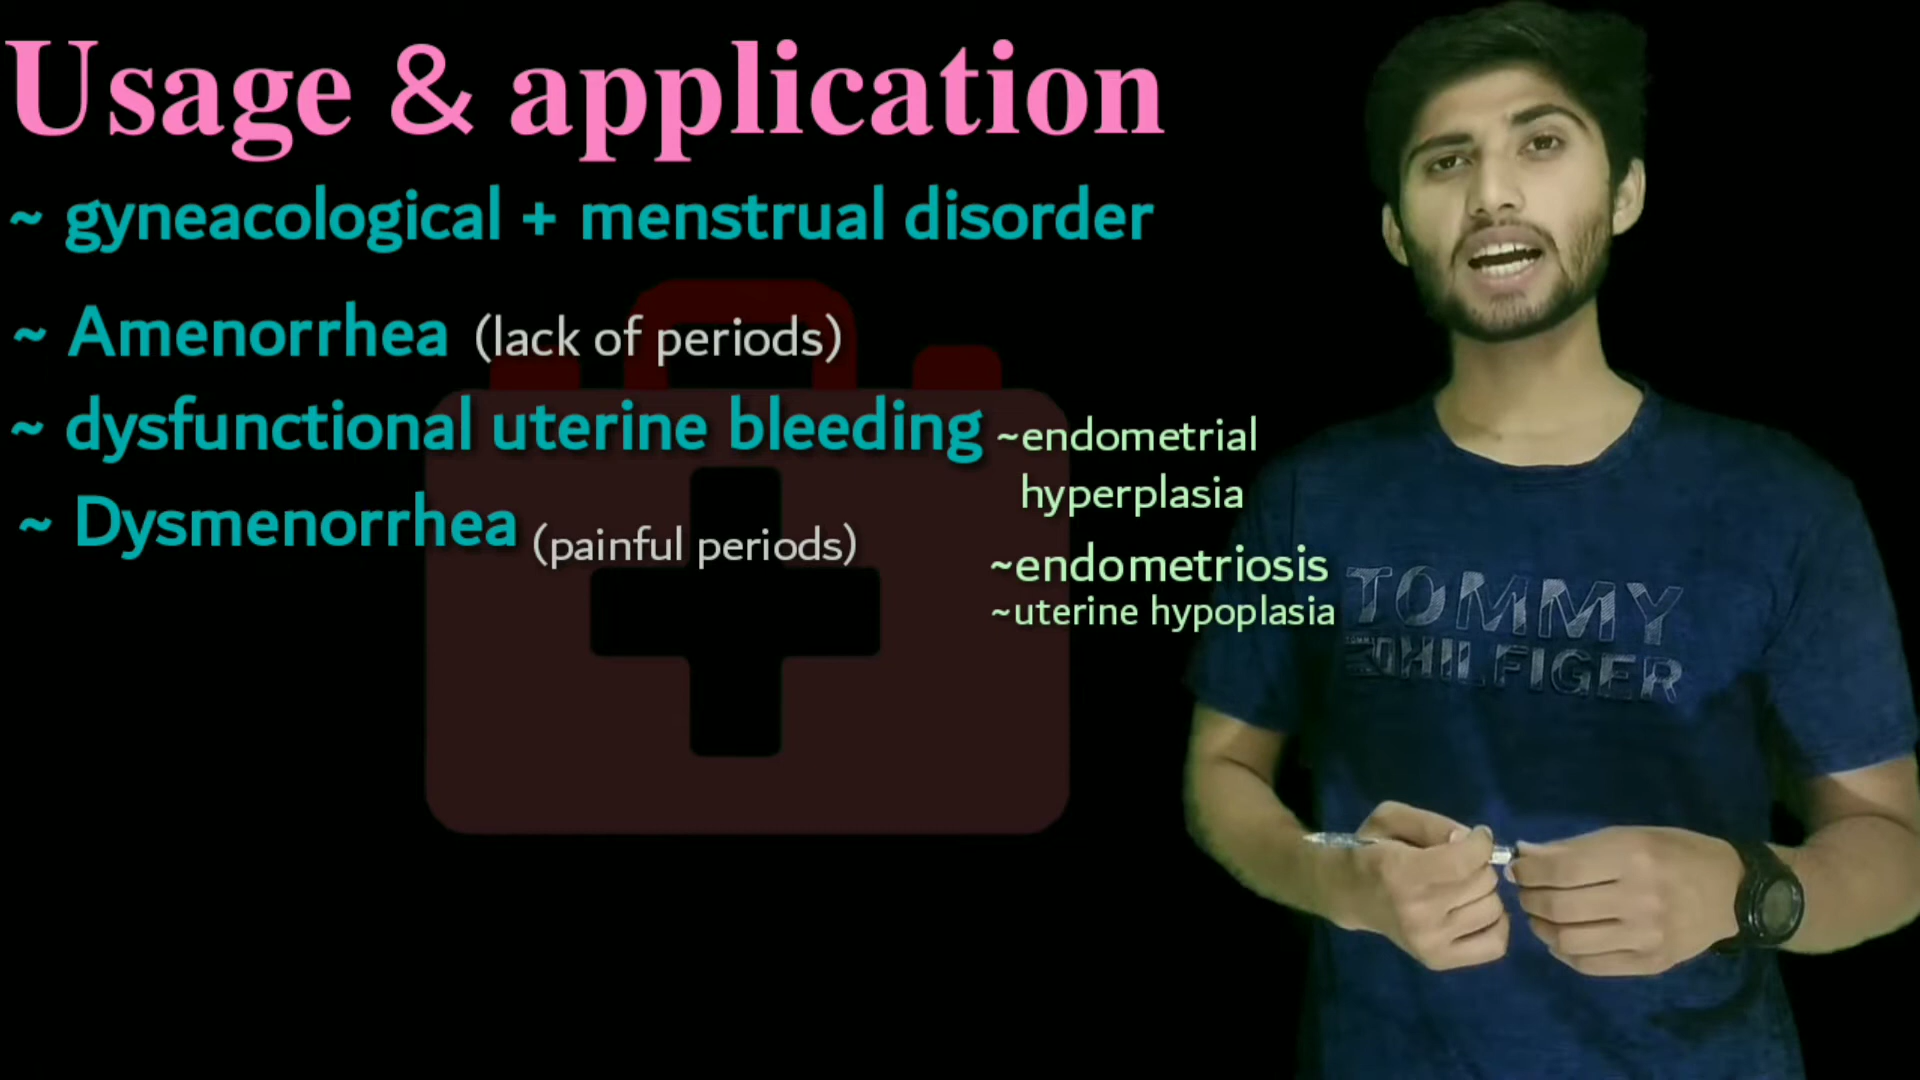 Usage & application
~ gyneacological + menstrual disorder
~ Amenorrhea (lack of periods)
~ dysfunctional uterine bleeding
~ Dysmenorrhea (painful periods)
~endometrial
hyperplasia
~endometriosis
~uterine hypoplasia
TOMMY
HILFIGER